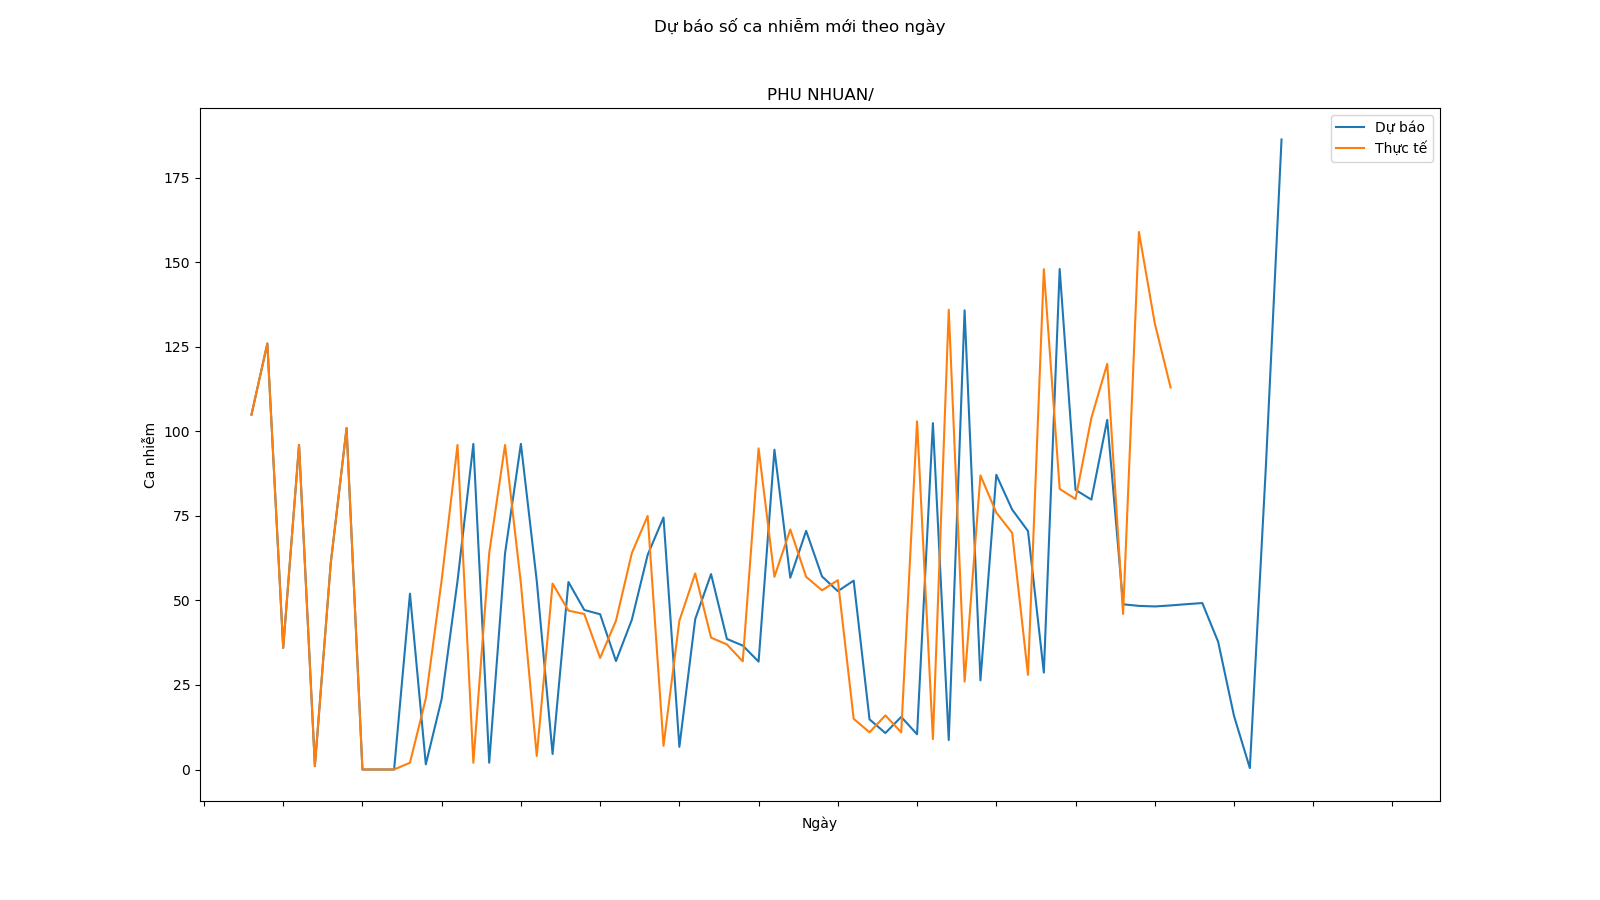 Dự báo số ca nhiễm mới theo ngày
PHU NHUAN/
Dự báo
Thực tế
175
150
125
100
75
50
25
0
Ca nhiễm
Ngày